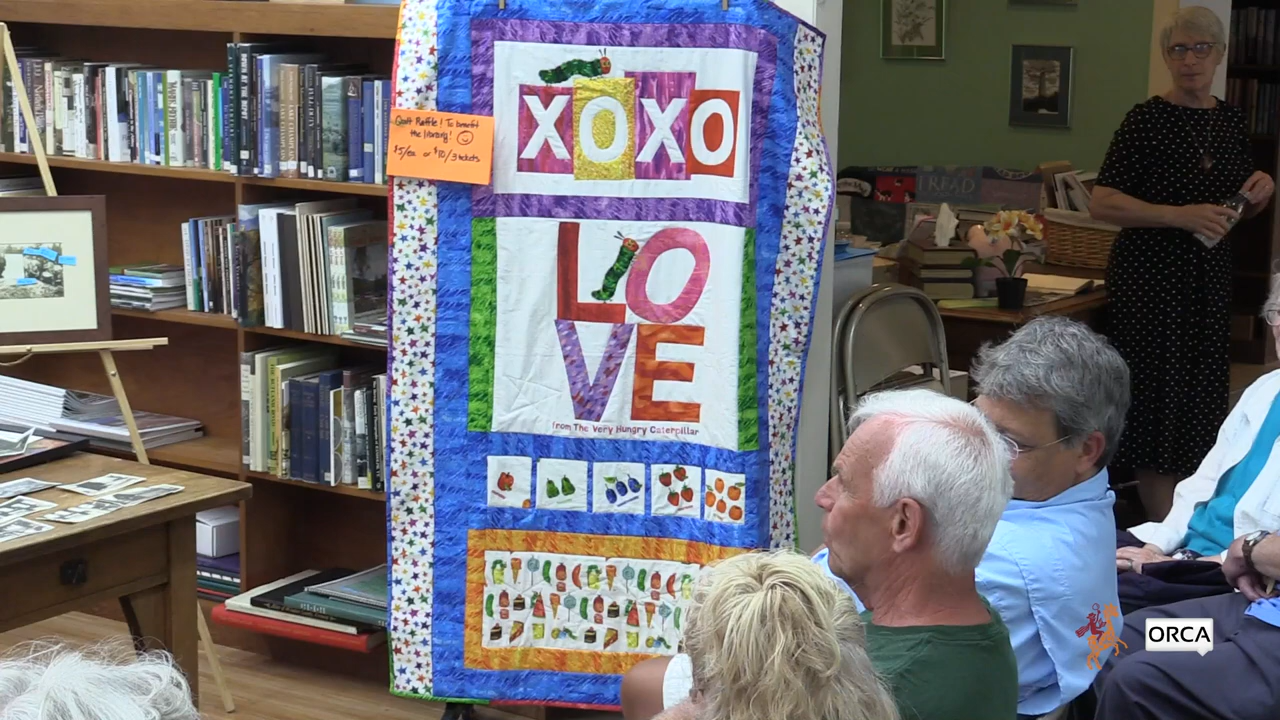 Quilt Raffle! To benefit
the library!
$5/ea or $10/3 tickets
XOXO
LOVE
from The Very Hungry Caterpillar
TREAD
ORCA